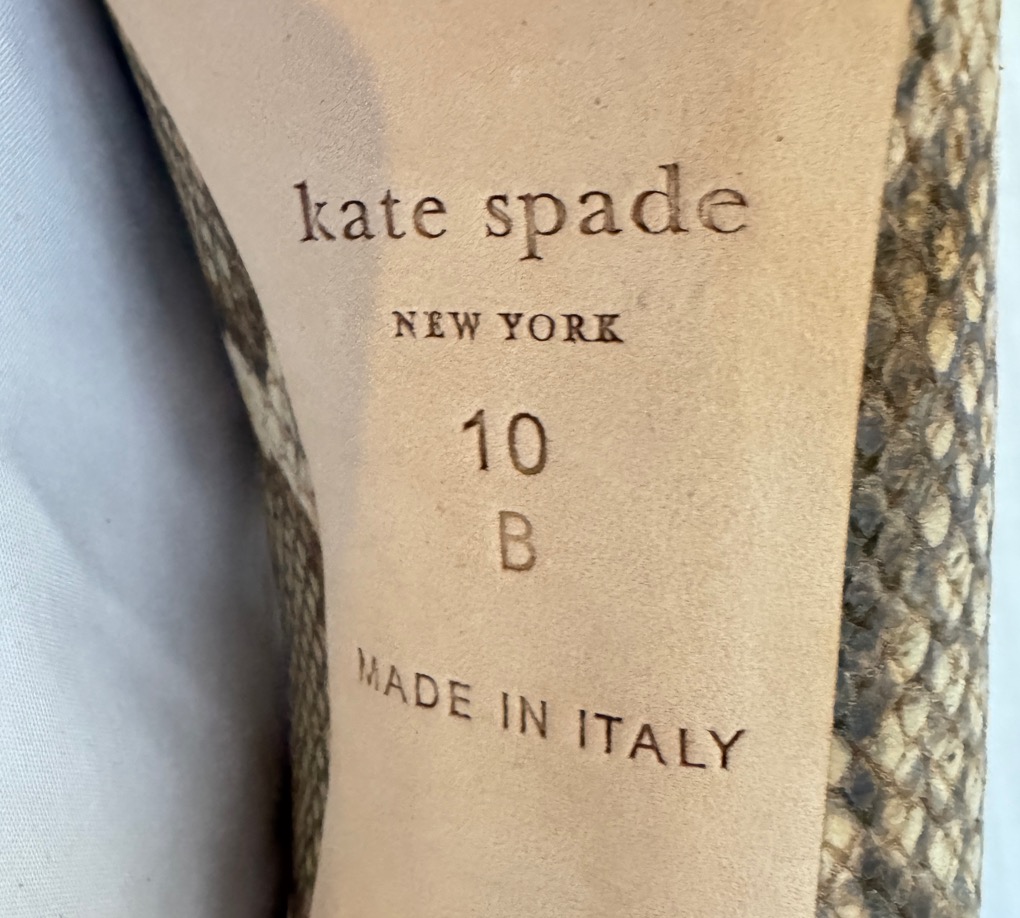 kate spade
NEW YORK
10
B
MADE IN ITALY